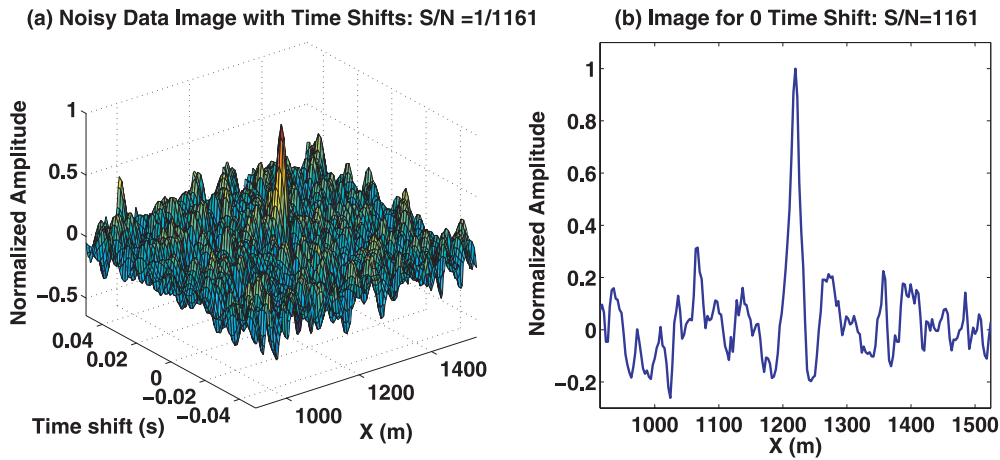 (a) Noisy Data Image with Time Shifts: S/N =1/1161
Normalized Amplitude
1
0.5
0
−0.5
0.04
0.02
0
−0.02
−0.04
Time shift (s)
1000
1200
1400
X (m)
(b) Image for 0 Time Shift: S/N=1161
Normalized Amplitude
1
0.8
0.6
0.4
0.2
0
−0.2
1000 1100 1200 1300 1400 1500
X (m)